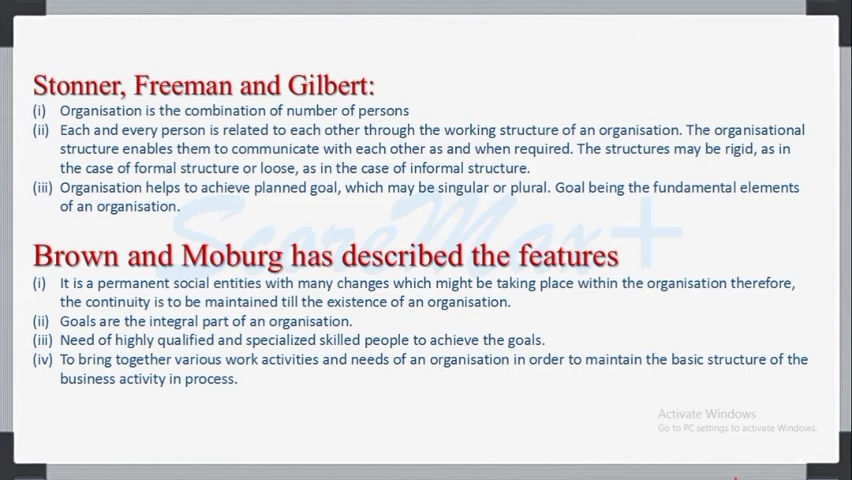 Stonner, Freeman and Gilbert:
(i) Organisation is the combination of number of persons
(ii) Each and every person is related to each other through the working structure of an organisation. The organisational
structure enables them to communicate with each other as and when required. The structures may be rigid, as in
the case of formal structure or loose, as in the case of informal structure.
(iii) Organisation helps to achieve planned goal, which may be singular or plural. Goal being the fundamental elements
of an organisation.
ScoreMax+
Brown and Moburg has described the features
(i) It is a permanent social entities with many changes which might be taking place within the organisation therefore,
the continuity is to be maintained till the existence of an organisation.
(ii) Goals are the integral part of an organisation.
(iii) Need of highly qualified and specialized skilled people to achieve the goals.
(iv) To bring together various work activities and needs of an organisation in order to maintain the basic structure of the
business activity in process.
Activate Windows
Go to PC settings to activate Windows.